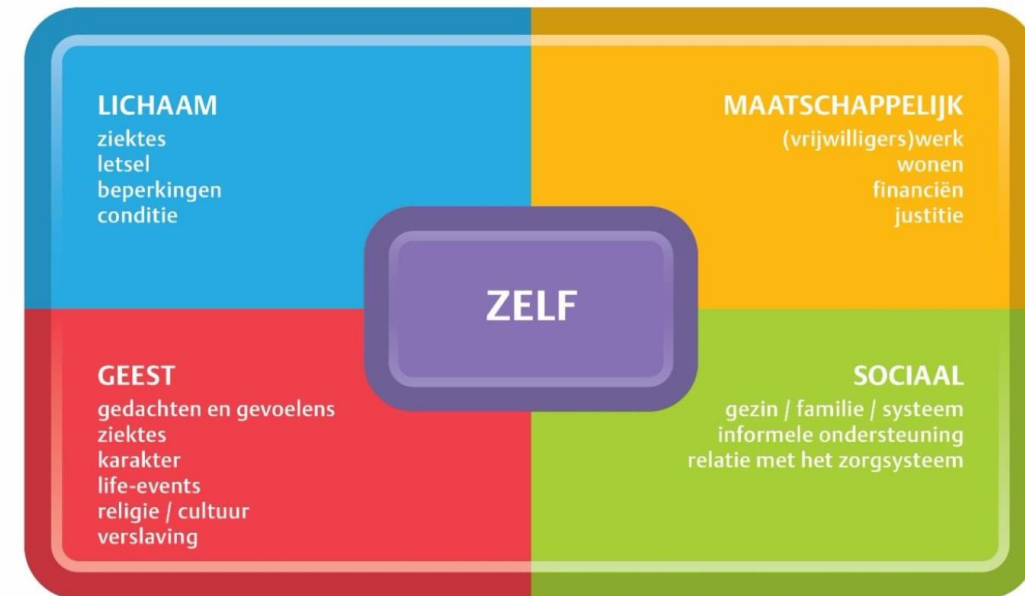 LICHAAM
ziektes
letsel
beperkingen
conditie
MAATSCHAPPELIJK
(vrijwilligers)werk
wonen
financiën
justitie
ZELF
GEEST
gedachten en gevoelens
ziektes
karakter
life-events
religie / cultuur
verslaving
SOCIAAL
gezin / familie / systeem
informele ondersteuning
relatie met het zorgsysteem